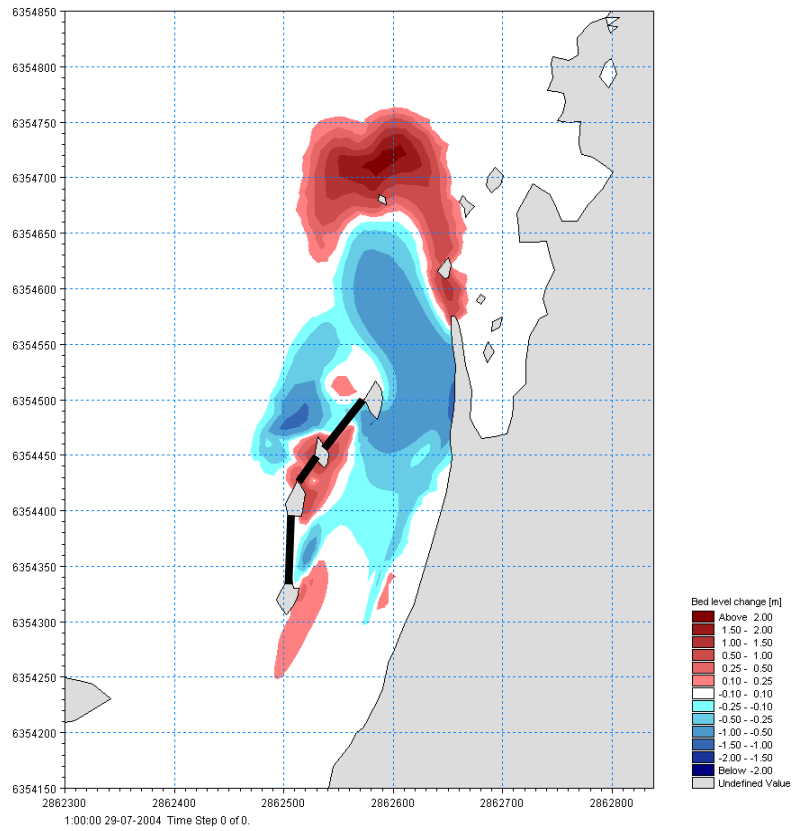 6354850
6354800
6354750
6354700
6354650
6354600
6354550
6354500
6354450
6354400
6354350
6354300
6354250
6354200
6354150
2862300 2862400 2862500 2862600 2862700 2862800
1:00:00 29-07-2004 Time Step 0 of 0.
Bed level change [m]
Above 2.00
1.50 - 2.00
1.00 - 1.50
0.50 - 1.00
0.25 - 0.50
0.10 - 0.25
-0.10 - 0.10
-0.25 - -0.10
-0.50 - -0.25
-1.00 - -0.50
-1.50 - -1.00
-2.00 - -1.50
Below -2.00
Undefined Value